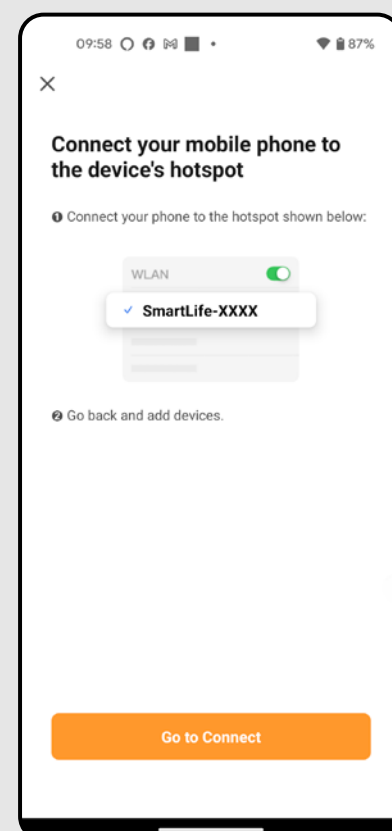 09:58 87%
Connect your mobile phone to
the device's hotspot
❶ Connect your phone to the hotspot shown below:
WLAN
SmartLife-XXXX
❷ Go back and add devices.
Go to Connect